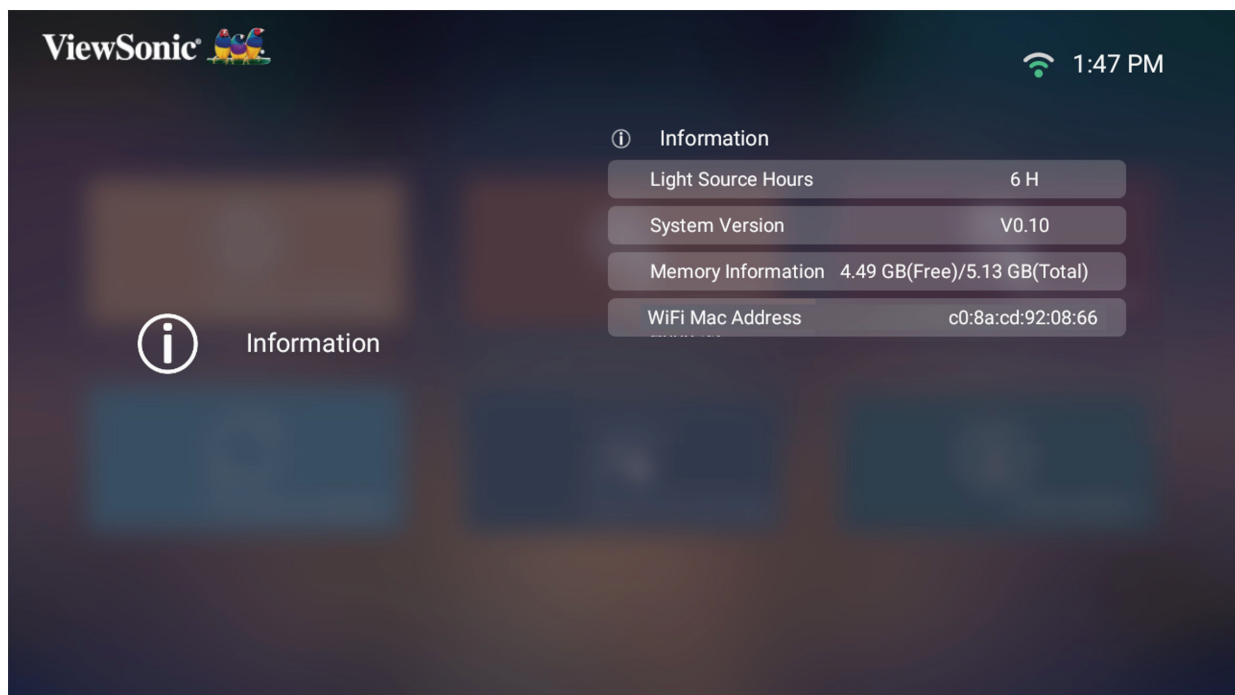 ViewSonic®
1:47 PM
Information
Light Source Hours 6 H
System Version V0.10
Memory Information 4.49 GB(Free)/5.13 GB(Total)
WiFi Mac Address c0:8a:cd:92:08:66
Information